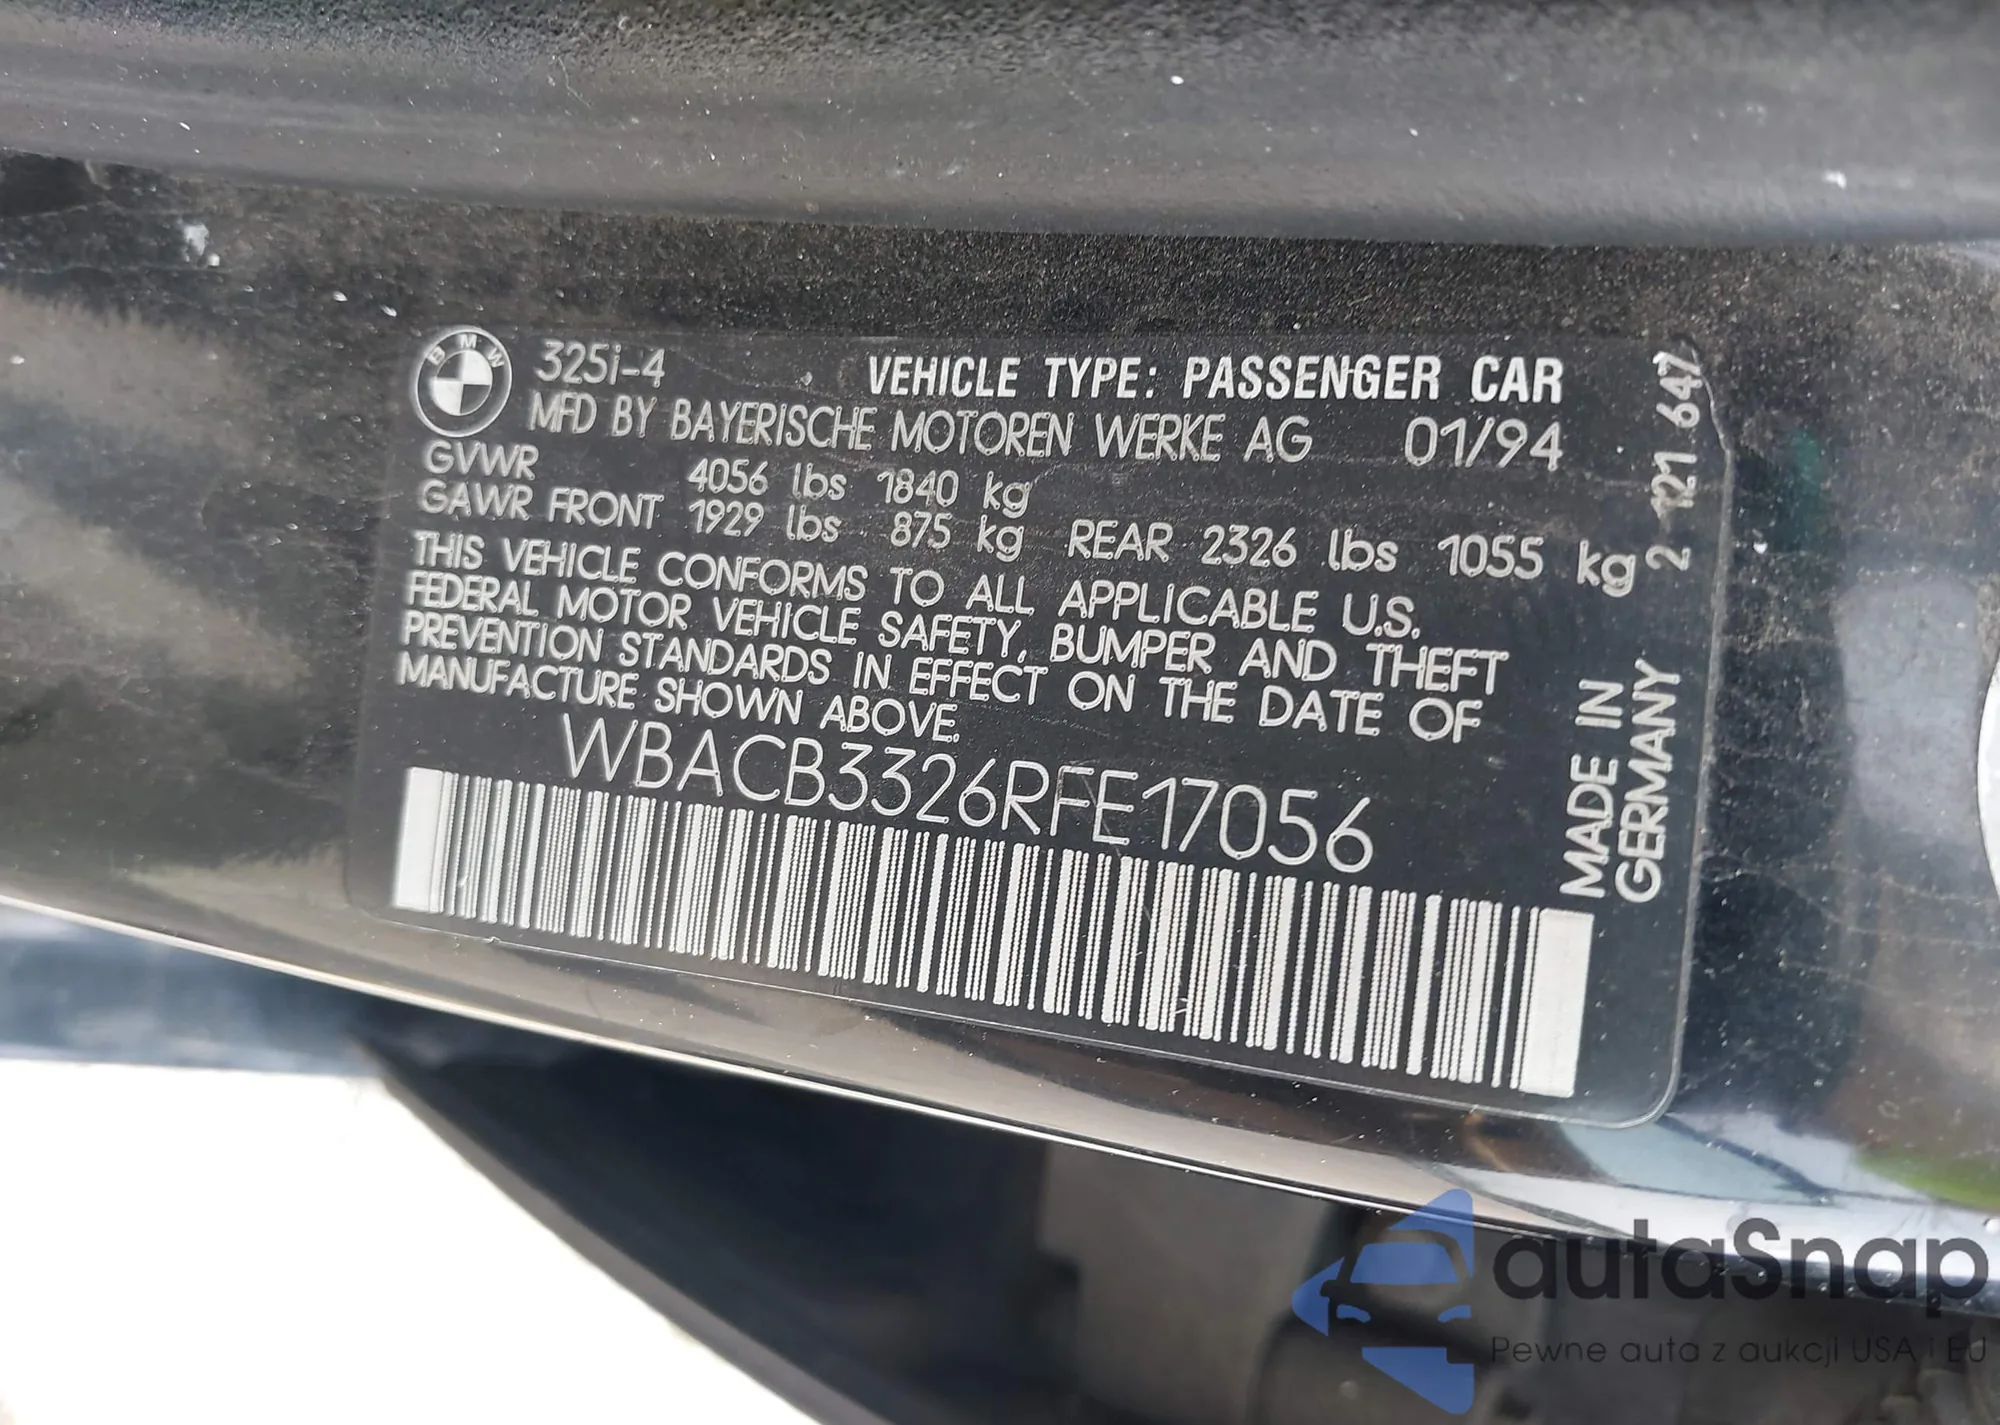 BMW
325i-4
VEHICLE TYPE: PASSENGER CAR
MFD BY BAYERISCHE MOTOREN WERKE AG 01/94
GVWR 4056 lbs 1840 kg
GAWR FRONT 1929 lbs 875 kg REAR 2326 lbs 1055 kg
THIS VEHICLE CONFORMS TO ALL APPLICABLE U.S.
FEDERAL MOTOR VEHICLE SAFETY, BUMPER AND THEFT
PREVENTION STANDARDS IN EFFECT ON THE DATE OF
MANUFACTURE SHOWN ABOVE.
WBACB3326RFE17056
MADE IN
GERMANY
2 121 647
autaSnap
Pewne auta z aukcji USA i EU